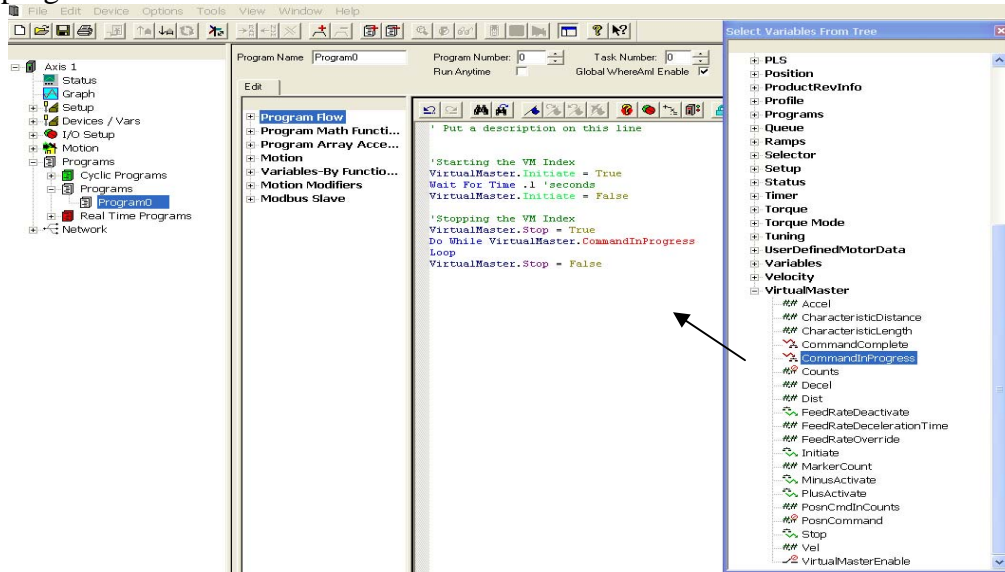 File Edit Device Options Tools View Window Help
Axis 1
Status
Graph
Setup
Devices / Vars
I/O Setup
Motion
Programs
Cyclic Programs
Programs
Program0
Real Time Programs
Network
Program Name Program0
Program Number: 0 Task Number: 0
Run Anytime Global WhereAmI Enable
Edit
Program Flow
Program Math Functi...
Program Array Acce...
Motion
Variables-By Functio...
Motion Modifiers
Modbus Slave
' Put a description on this line
'Starting the VM Index
VirtualMaster.Initiate = True
Wait For Time .1 'seconds
VirtualMaster.Initiate = False
'Stopping the VM Index
VirtualMaster.Stop = True
Do While VirtualMaster.CommandInProgress
Loop
VirtualMaster.Stop = False
Select Variables From Tree
PLS
Position
ProductRevInfo
Profile
Programs
Queue
Ramps
Selector
Setup
Status
Timer
Torque
Torque Mode
Tuning
UserDefinedMotorData
Variables
Velocity
VirtualMaster
#.# Accel
#.# CharacteristicDistance
#.# CharacteristicLength
CommandComplete
CommandInProgress
Counts
#.# Decel
#.# Dist
FeedRateDeactivate
#.# FeedRateDecelerationTime
#.# FeedRateOverride
Initiate
#.# MarkerCount
MinusActivate
PlusActivate
#.# PosnCmdInCounts
PosnCommand
Stop
#.# Vel
VirtualMasterEnable